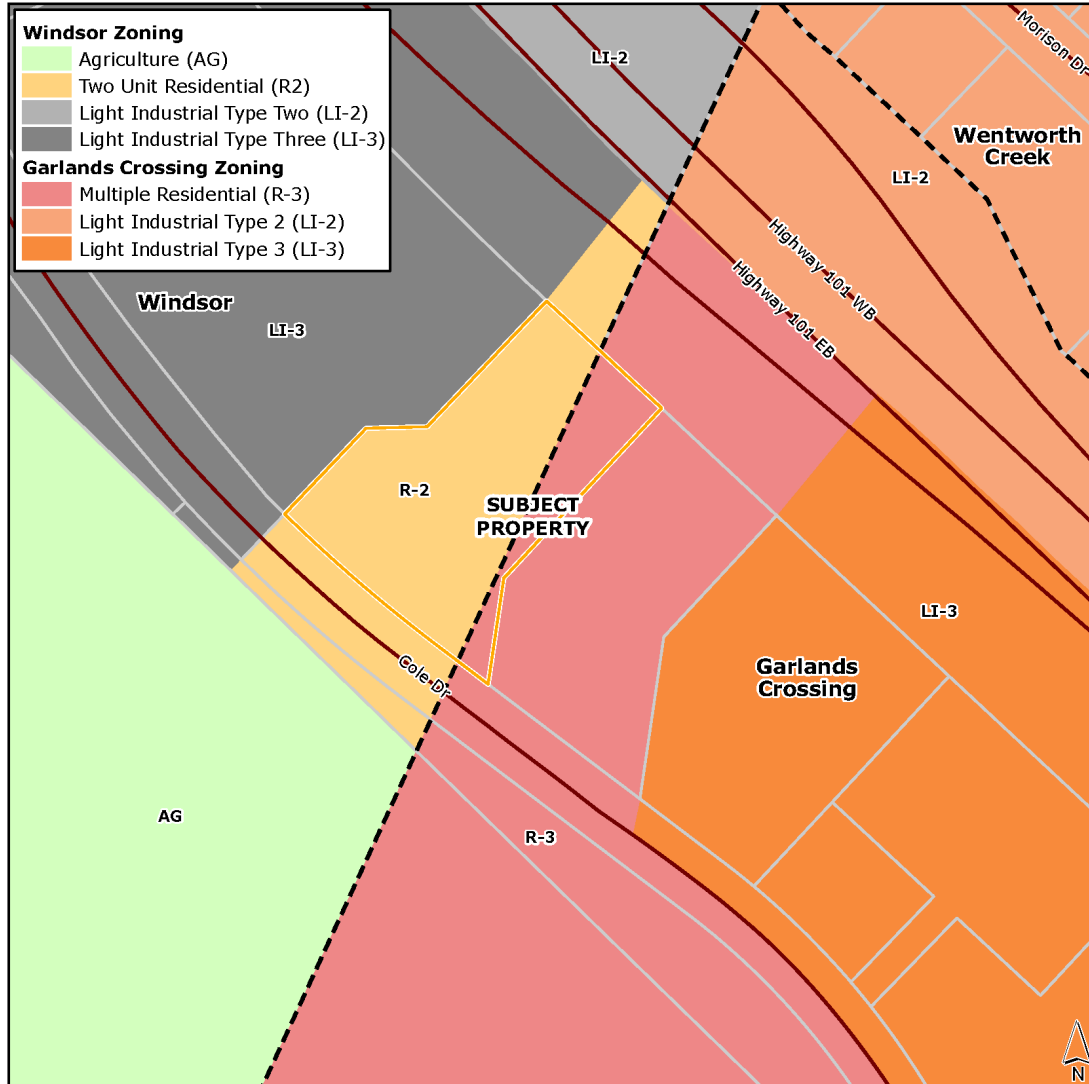 Windsor Zoning
Agriculture (AG)
Two Unit Residential (R2)
Light Industrial Type Two (LI-2)
Light Industrial Type Three (LI-3)
Garlands Crossing Zoning
Multiple Residential (R-3)
Light Industrial Type 2 (LI-2)
Light Industrial Type 3 (LI-3)
LI-2
Morison Dr
Wentworth
Creek
LI-2
Highway 101 WB
Highway 101 EB
Windsor
LI-3
R-2
SUBJECT
PROPERTY
LI-3
Garlands
Crossing
Cole Dr
AG
R-3
N